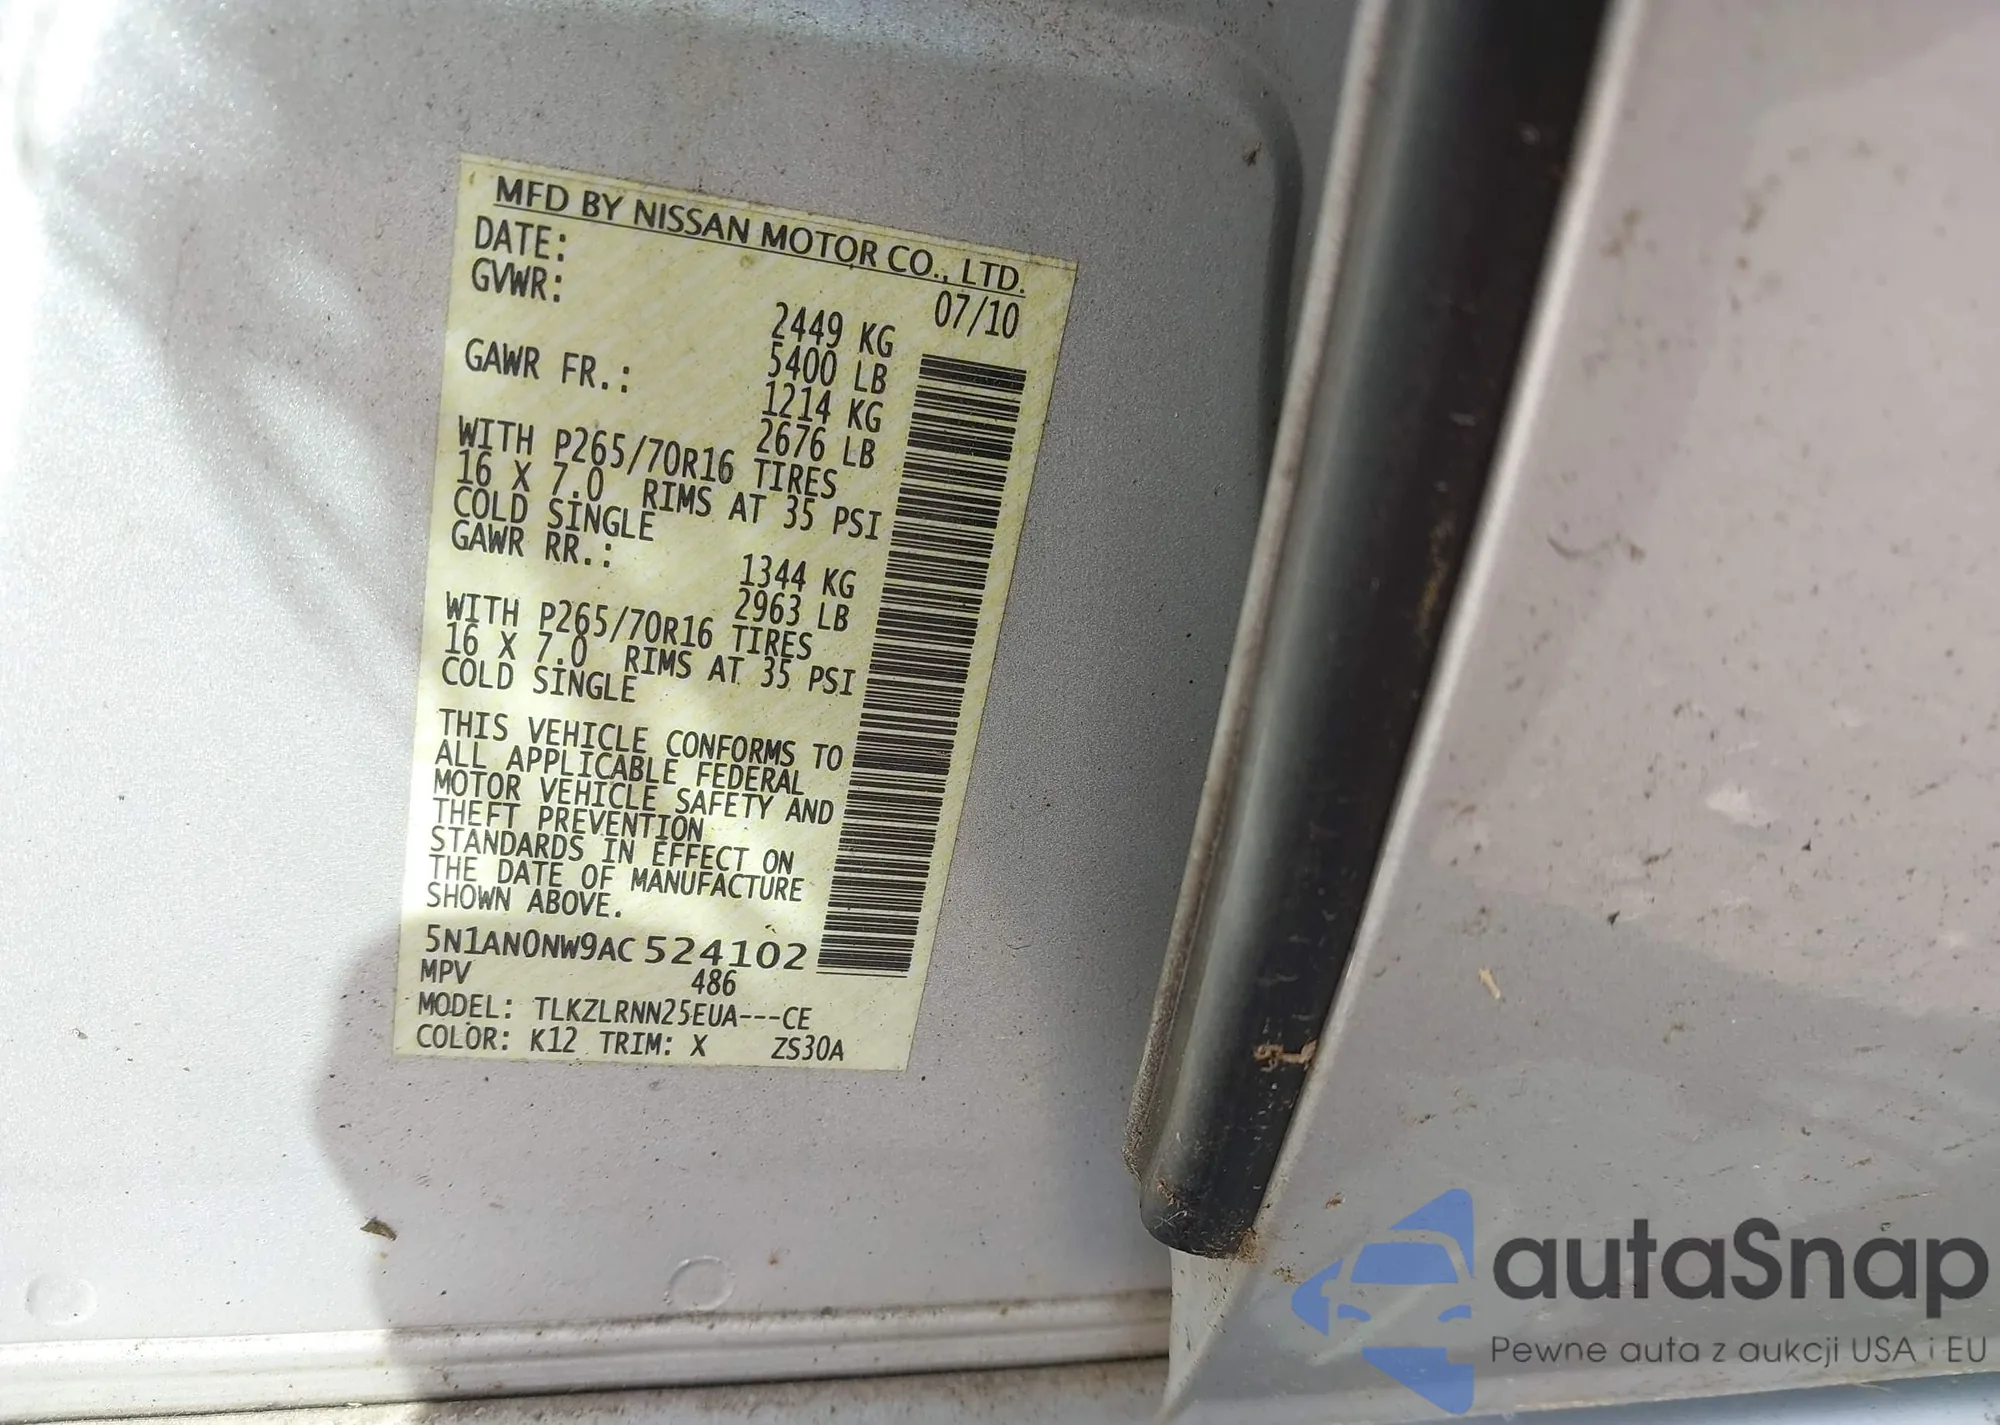 MFD BY NISSAN MOTOR CO., LTD.
DATE: 07/10
GVWR: 2449 KG
5400 LB
GAWR FR.: 1214 KG
2676 LB
WITH P265/70R16 TIRES
16 X 7.0 RIMS AT 35 PSI
COLD SINGLE
GAWR RR.: 1344 KG
2963 LB
WITH P265/70R16 TIRES
16 X 7.0 RIMS AT 35 PSI
COLD SINGLE
THIS VEHICLE CONFORMS TO
ALL APPLICABLE FEDERAL
MOTOR VEHICLE SAFETY AND
THEFT PREVENTION
STANDARDS IN EFFECT ON
THE DATE OF MANUFACTURE
SHOWN ABOVE.
5N1AN0NW9AC524102
MPV 486
MODEL: TLKZLRNN25EUA---CE
COLOR: K12 TRIM: X ZS30A
autaSnap
Pewne auta z aukcji USA i EU